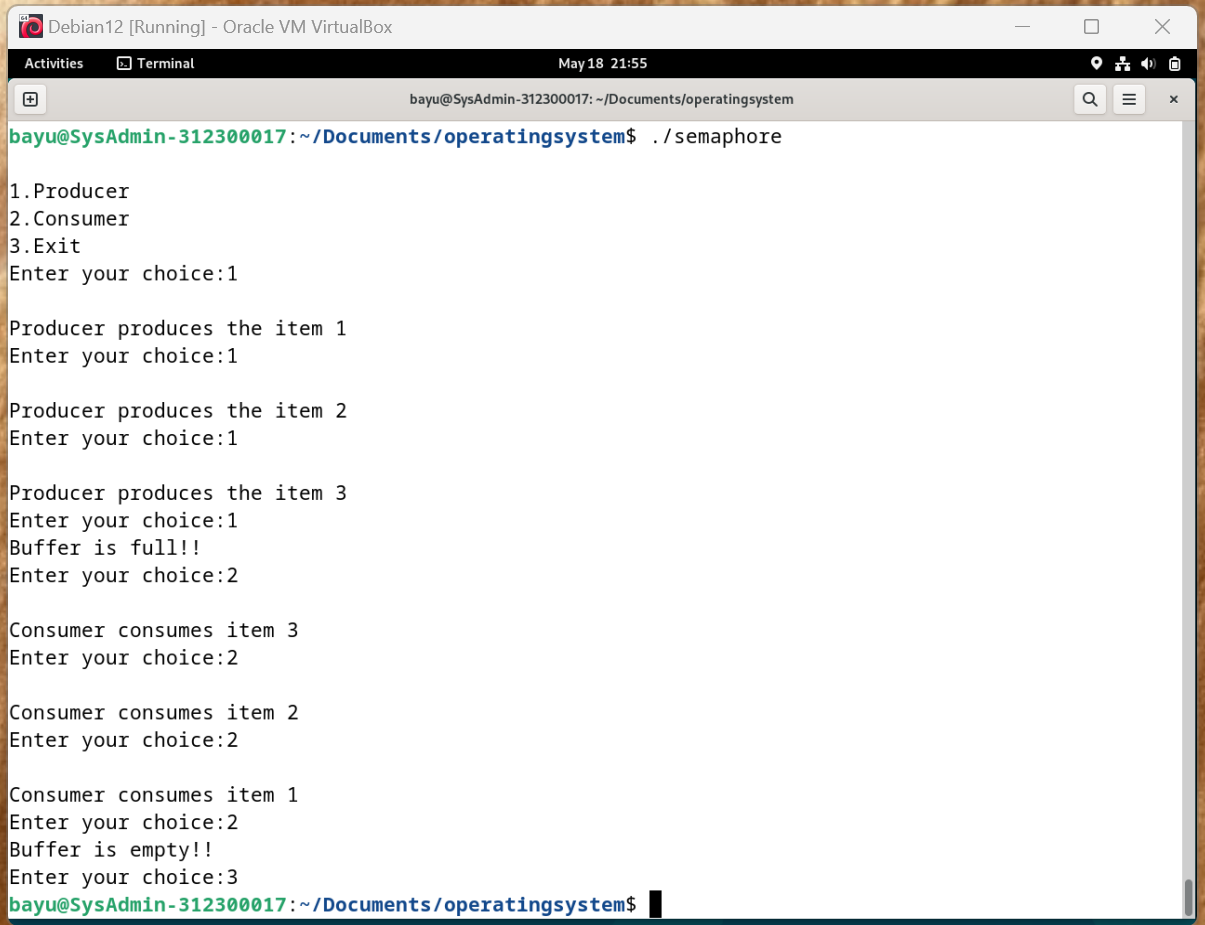 Debian12 [Running] - Oracle VM VirtualBox
Activities Terminal May 18 21:55
bayu@SysAdmin-312300017: ~/Documents/operatingsystem
bayu@SysAdmin-312300017:~/Documents/operatingsystem$ ./semaphore
1.Producer
2.Consumer
3.Exit
Enter your choice:1
Producer produces the item 1
Enter your choice:1
Producer produces the item 2
Enter your choice:1
Producer produces the item 3
Enter your choice:1
Buffer is full!!
Enter your choice:2
Consumer consumes item 3
Enter your choice:2
Consumer consumes item 2
Enter your choice:2
Consumer consumes item 1
Enter your choice:2
Buffer is empty!!
Enter your choice:3
bayu@SysAdmin-312300017:~/Documents/operatingsystem$